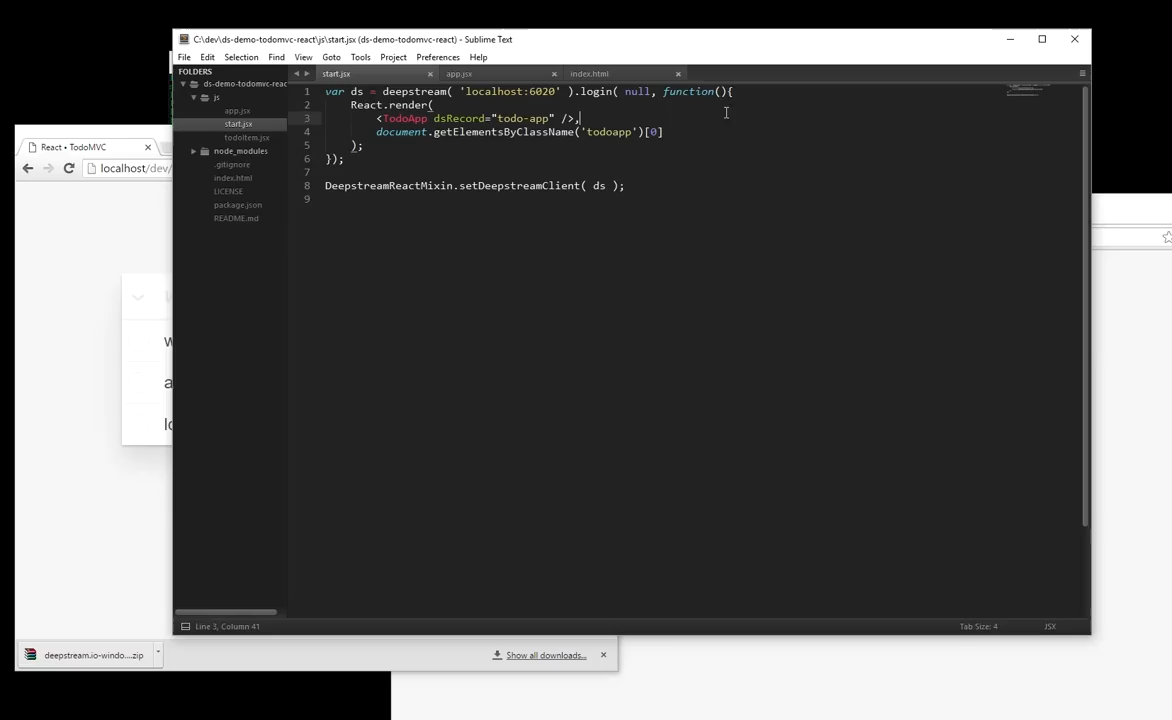 C:\dev\ds-demo-todomvc-react\js\start.jsx (ds-demo-todomvc-react) - Sublime Text
File Edit Selection Find View Goto Tools Project Preferences Help
FOLDERS
ds-demo-todomvc-reac
js
app.jsx
start.jsx
todoItem.jsx
node_modules
.gitignore
index.html
LICENSE
package.json
README.md
start.jsx app.jsx index.html
1 var ds = deepstream( 'localhost:6020' ).login( null, function(){
2 React.render(
3 <TodoApp dsRecord="todo-app" />,
4 document.getElementsByClassName('todoapp')[0]
5 );
6 });
7
8 DeepstreamReactMixin.setDeepstreamClient( ds );
9
Line 3, Column 41 Tab Size: 4 JSX
React • TodoMVC
localhost/dev/
w
a
lo
deepstream.io-windo....zip Show all downloads...